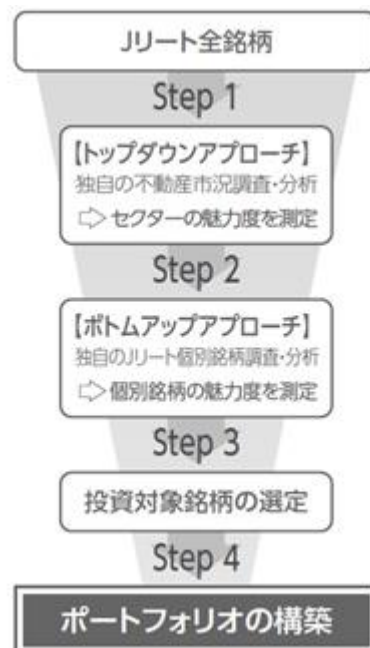 Jリート全銘柄
Step 1
【トップダウンアプローチ】
独自の不動産市況調査・分析
⇨セクターの魅力度を測定
Step 2
【ボトムアップアプローチ】
独自のJリート個別銘柄調査・分析
⇨個別銘柄の魅力度を測定
Step 3
投資対象銘柄の選定
Step 4
ポートフォリオの構築